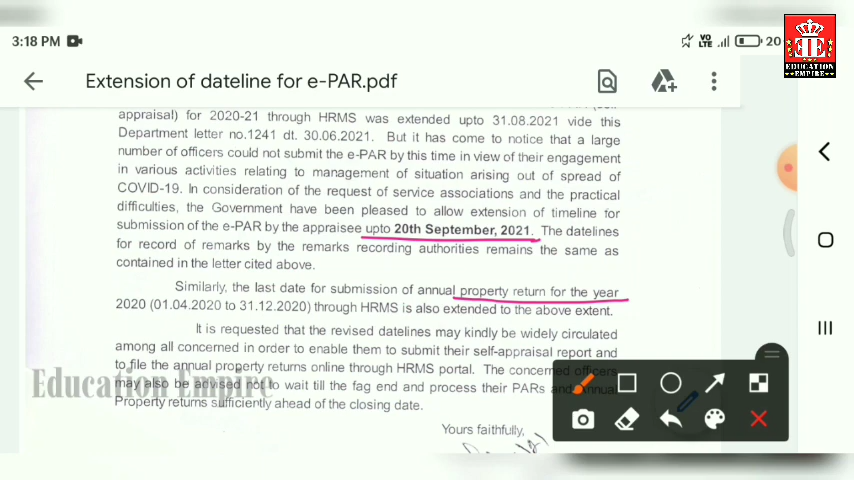 3:18 PM
VO LTE
20
EDUCATION
EMPIRE
Extension of dateline for e-PAR.pdf
appraisal) for 2020-21 through HRMS was extended upto 31.08.2021 vide this
Department letter no.1241 dt. 30.06.2021. But it has come to notice that a large
number of officers could not submit the e-PAR by this time in view of their engagement
in various activities relating to management of situation arising out of spread of
COVID-19. In consideration of the request of service associations and the practical
difficulties, the Government have been pleased to allow extension of timeline for
submission of the e-PAR by the appraisee upto 20th September, 2021. The datelines
for record of remarks by the remarks recording authorities remains the same as
contained in the letter cited above.
Similarly, the last date for submission of annual property return for the year
2020 (01.04.2020 to 31.12.2020) through HRMS is also extended to the above extent.
It is requested that the revised datelines may kindly be widely circulated
among all concerned in order to enable them to submit their self-appraisal report and
to file the annual property returns online through HRMS portal. The concerned officers
may also be advised not to wait till the fag end and process their PARs and annual
Property returns sufficiently ahead of the closing date.
Education Empire
Yours faithfully,